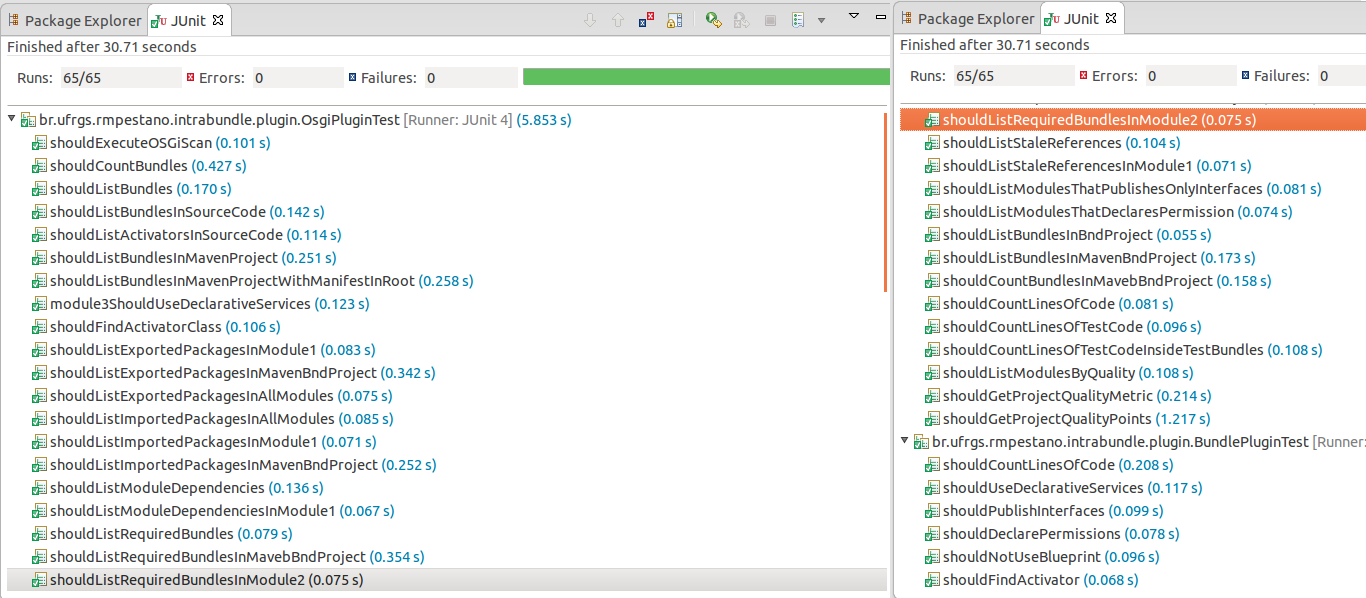 Package Explorer JUnit
Finished after 30.71 seconds
Runs: 65/65 Errors: 0 Failures: 0
br.ufrgs.rmpestano.intrabundle.plugin.OsgiPluginTest [Runner: JUnit 4] (5.853 s)
shouldExecuteOSGiScan (0.101 s)
shouldCountBundles (0.427 s)
shouldListBundles (0.170 s)
shouldListBundlesInSourceCode (0.142 s)
shouldListActivatorsInSourceCode (0.114 s)
shouldListBundlesInMavenProject (0.251 s)
shouldListBundlesInMavenProjectWithManifestInRoot (0.258 s)
module3ShouldUseDeclarativeServices (0.123 s)
shouldFindActivatorClass (0.106 s)
shouldListExportedPackagesInModule1 (0.083 s)
shouldListExportedPackagesInMavenBndProject (0.342 s)
shouldListExportedPackagesInAllModules (0.075 s)
shouldListImportedPackagesInAllModules (0.085 s)
shouldListImportedPackagesInModule1 (0.071 s)
shouldListImportedPackagesInMavenBndProject (0.252 s)
shouldListModuleDependencies (0.136 s)
shouldListModuleDependenciesInModule1 (0.067 s)
shouldListRequiredBundles (0.079 s)
shouldListRequiredBundlesInMavebBndProject (0.354 s)
shouldListRequiredBundlesInModule2 (0.075 s)
Package Explorer JUnit
Finished after 30.71 seconds
Runs: 65/65 Errors: 0 Failures: 0
shouldListRequiredBundlesInModule2 (0.075 s)
shouldListStaleReferences (0.104 s)
shouldListStaleReferencesInModule1 (0.071 s)
shouldListModulesThatPublishesOnlyInterfaces (0.081 s)
shouldListModulesThatDeclaresPermission (0.074 s)
shouldListBundlesInBndProject (0.055 s)
shouldListBundlesInMavenBndProject (0.173 s)
shouldCountBundlesInMavebBndProject (0.158 s)
shouldCountLinesOfCode (0.081 s)
shouldCountLinesOfTestCode (0.096 s)
shouldCountLinesOfTestCodeInsideTestBundles (0.108 s)
shouldListModulesByQuality (0.108 s)
shouldGetProjectQualityMetric (0.214 s)
shouldGetProjectQualityPoints (1.217 s)
br.ufrgs.rmpestano.intrabundle.plugin.BundlePluginTest [Runner:
shouldCountLinesOfCode (0.208 s)
shouldUseDeclarativeServices (0.117 s)
shouldPublishInterfaces (0.099 s)
shouldDeclarePermissions (0.078 s)
shouldNotUseBlueprint (0.096 s)
shouldFindActivator (0.068 s)